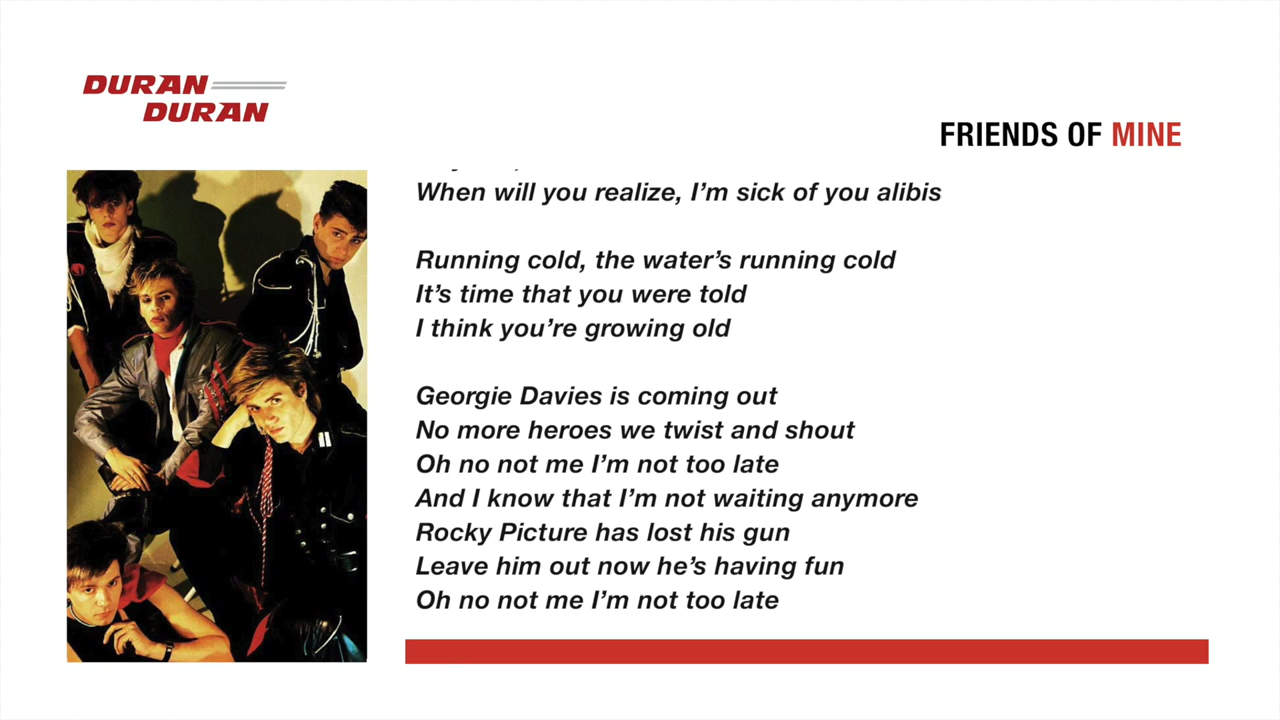 DURAN
DURAN
FRIENDS OF MINE
When will you realize, I'm sick of you alibis
Running cold, the water's running cold
It's time that you were told
I think you're growing old
Georgie Davies is coming out
No more heroes we twist and shout
Oh no not me I'm not too late
And I know that I'm not waiting anymore
Rocky Picture has lost his gun
Leave him out now he's having fun
Oh no not me I'm not too late